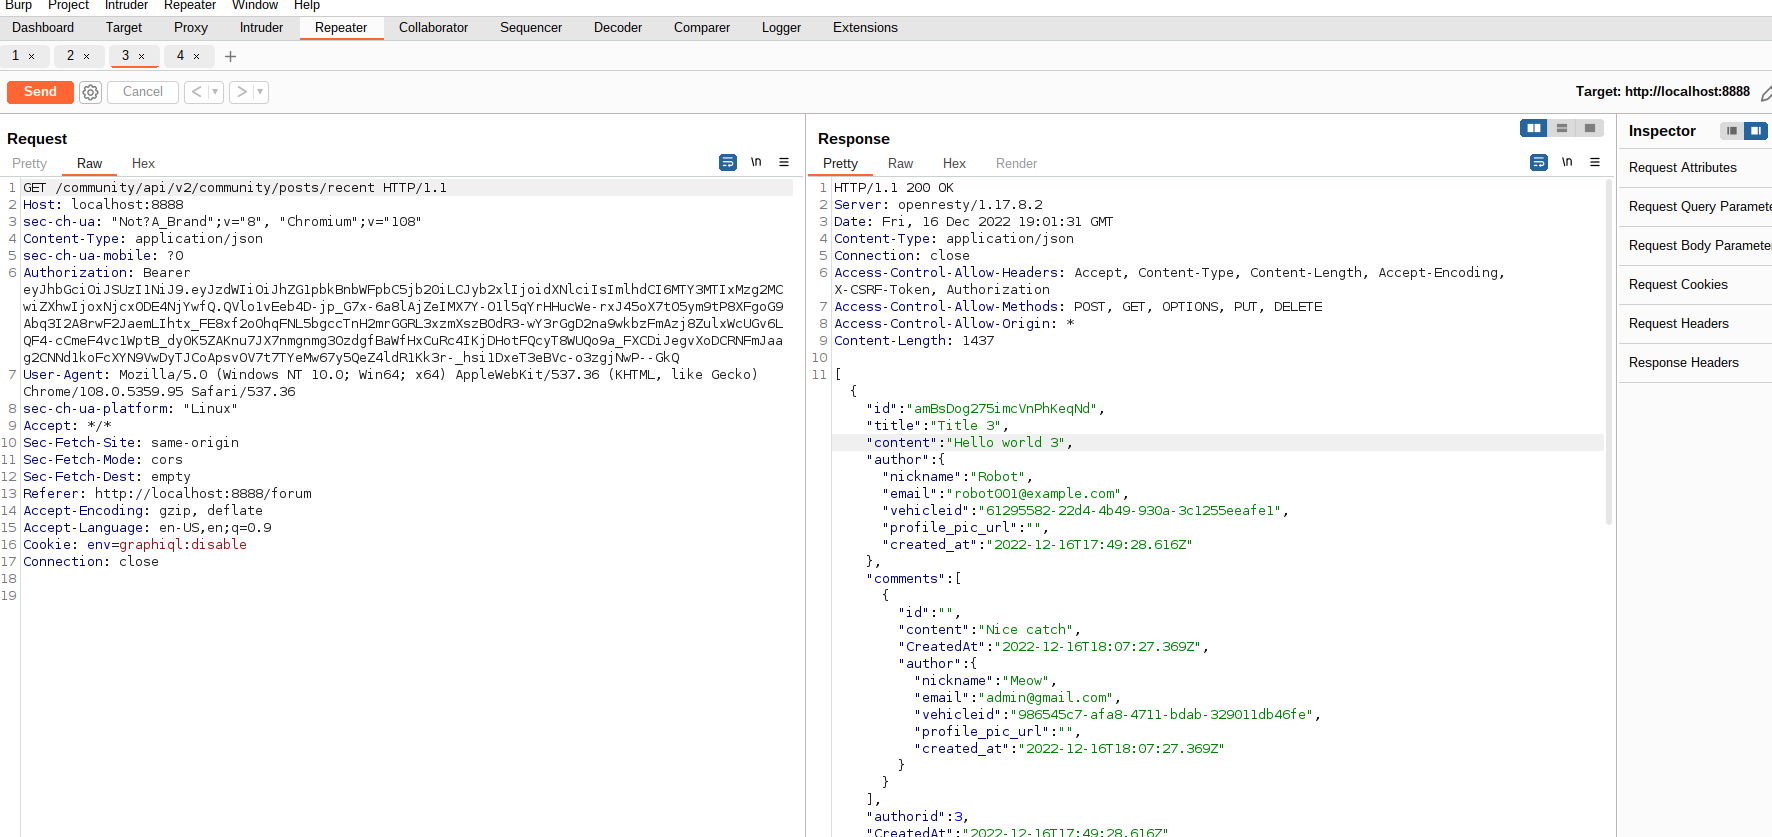 Burp Project Intruder Repeater Window Help
Dashboard Target Proxy Intruder Repeater Collaborator Sequencer Decoder Comparer Logger Extensions
1 × 2 × 3 × 4 × +
Send Cancel < ▾ > ▾ Target: http://localhost:8888
Request
Pretty Raw Hex \n
1 GET /community/api/v2/community/posts/recent HTTP/1.1
2 Host: localhost:8888
3 sec-ch-ua: "Not?A_Brand";v="8", "Chromium";v="108"
4 Content-Type: application/json
5 sec-ch-ua-mobile: ?0
6 Authorization: Bearer
7 User-Agent: Mozilla/5.0 (Windows NT 10.0; Win64; x64) AppleWebKit/537.36 (KHTML, like Gecko)
Chrome/108.0.5359.95 Safari/537.36
8 sec-ch-ua-platform: "Linux"
9 Accept: */*
10 Sec-Fetch-Site: same-origin
11 Sec-Fetch-Mode: cors
12 Sec-Fetch-Dest: empty
13 Referer: http://localhost:8888/forum
14 Accept-Encoding: gzip, deflate
15 Accept-Language: en-US,en;q=0.9
16 Cookie: env=graphiql:disable
17 Connection: close
18
19
Response
Pretty Raw Hex Render \n
1 HTTP/1.1 200 OK
2 Server: openresty/1.17.8.2
3 Date: Fri, 16 Dec 2022 19:01:31 GMT
4 Content-Type: application/json
5 Connection: close
6 Access-Control-Allow-Headers: Accept, Content-Type, Content-Length, Accept-Encoding,
X-CSRF-Token, Authorization
7 Access-Control-Allow-Methods: POST, GET, OPTIONS, PUT, DELETE
8 Access-Control-Allow-Origin: *
9 Content-Length: 1437
10
11 [
{
"id":"amBsDog275imcVnPhKeqNd",
"title":"Title 3",
"content":"Hello world 3",
"author":{
"nickname":"Robot",
"email":"robot001@example.com",
"vehicleid":"61295582-22d4-4b49-930a-3c1255eeafe1",
"profile_pic_url":"",
"created_at":"2022-12-16T17:49:28.616Z"
},
"comments":[
{
"id":"",
"content":"Nice catch",
"CreatedAt":"2022-12-16T18:07:27.369Z",
"author":{
"nickname":"Meow",
"email":"admin@gmail.com",
"vehicleid":"986545c7-afa8-4711-bdab-329011db46fe",
"profile_pic_url":"",
"created_at":"2022-12-16T18:07:27.369Z"
}
}
],
"authorid":3,
"CreatedAt":"2022-12-16T17:49:28.616Z"
Inspector
Request Attributes
Request Query Paramete
Request Body Paramete
Request Cookies
Request Headers
Response Headers